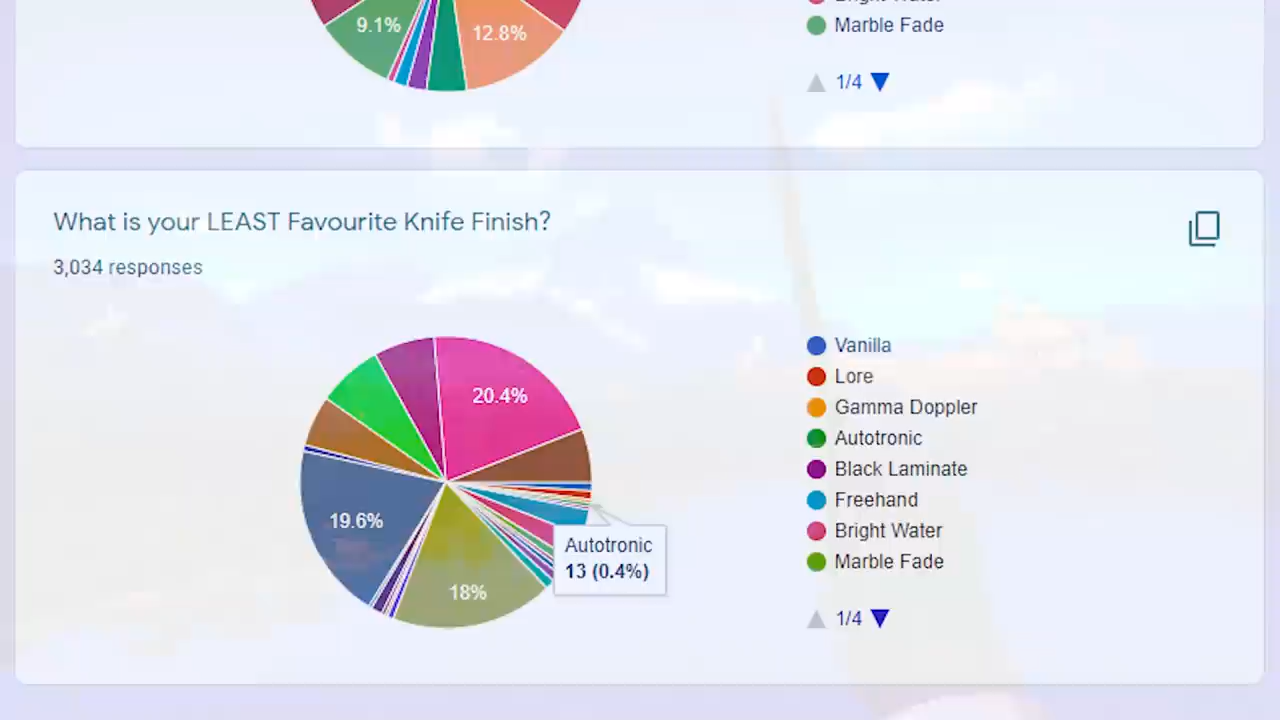 9.1%
12.8%
Marble Fade
1/4
What is your LEAST Favourite Knife Finish?
3,034 responses
20.4%
19.6%
18%
Autotronic
13 (0.4%)
Vanilla
Lore
Gamma Doppler
Autotronic
Black Laminate
Freehand
Bright Water
Marble Fade
1/4